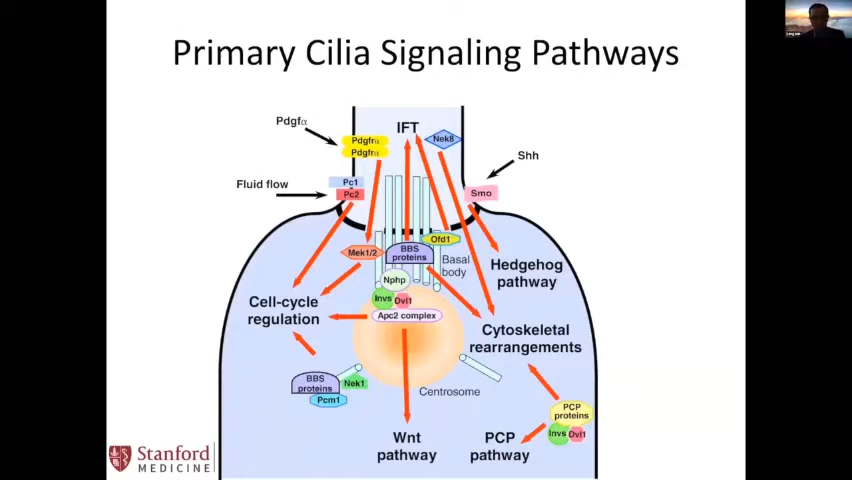 Primary Cilia Signaling Pathways
Pdgfα
IFT
Nek8
Pdgfrα
Pdgfrα
Shh
Fluid flow
Pc1
Pc2
Smo
Mek1/2
BBS
proteins
Ofd1
Basal
body
Hedgehog
pathway
Nphp
Invs
Dvl1
Apc2 complex
Cell-cycle
regulation
Cytoskeletal
rearrangements
BBS
proteins
Nek1
Pcm1
Centrosome
PCP
proteins
Invs
Dvl1
Wnt
pathway
PCP
pathway
Stanford
MEDICINE